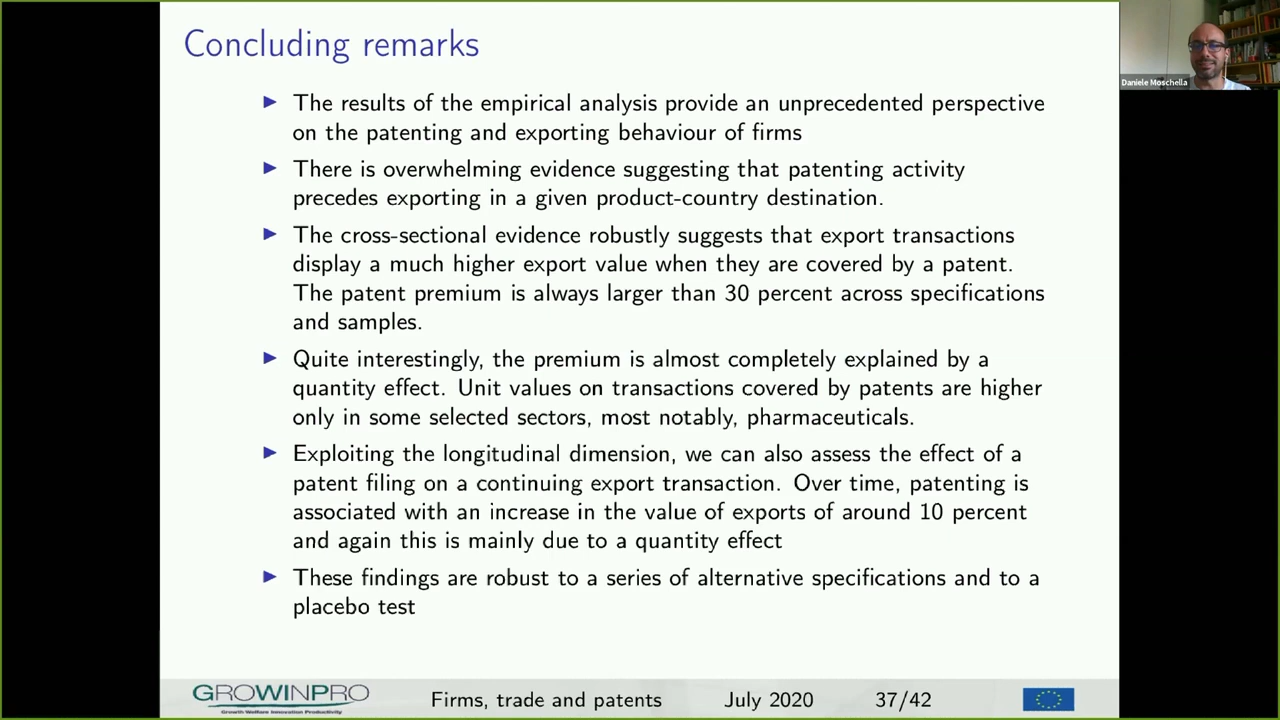 Concluding remarks
Daniele Moschella
▶ The results of the empirical analysis provide an unprecedented perspective
on the patenting and exporting behaviour of firms
▶ There is overwhelming evidence suggesting that patenting activity
precedes exporting in a given product-country destination.
▶ The cross-sectional evidence robustly suggests that export transactions
display a much higher export value when they are covered by a patent.
The patent premium is always larger than 30 percent across specifications
and samples.
▶ Quite interestingly, the premium is almost completely explained by a
quantity effect. Unit values on transactions covered by patents are higher
only in some selected sectors, most notably, pharmaceuticals.
▶ Exploiting the longitudinal dimension, we can also assess the effect of a
patent filing on a continuing export transaction. Over time, patenting is
associated with an increase in the value of exports of around 10 percent
and again this is mainly due to a quantity effect
▶ These findings are robust to a series of alternative specifications and to a
placebo test
GROWINPRO
Growth Welfare Innovation Productivity
Firms, trade and patents July 2020 37/42